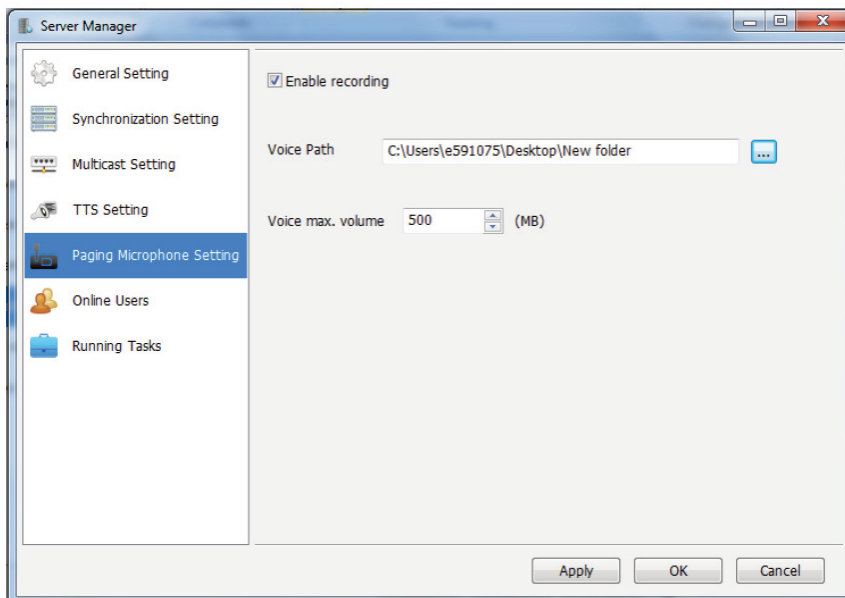 Server Manager
General Setting
Synchronization Setting
Multicast Setting
TTS Setting
Paging Microphone Setting
Online Users
Running Tasks
Enable recording
Voice Path C:\Users\e591075\Desktop\New folder ...
Voice max. volume 500 (MB)
Apply OK Cancel